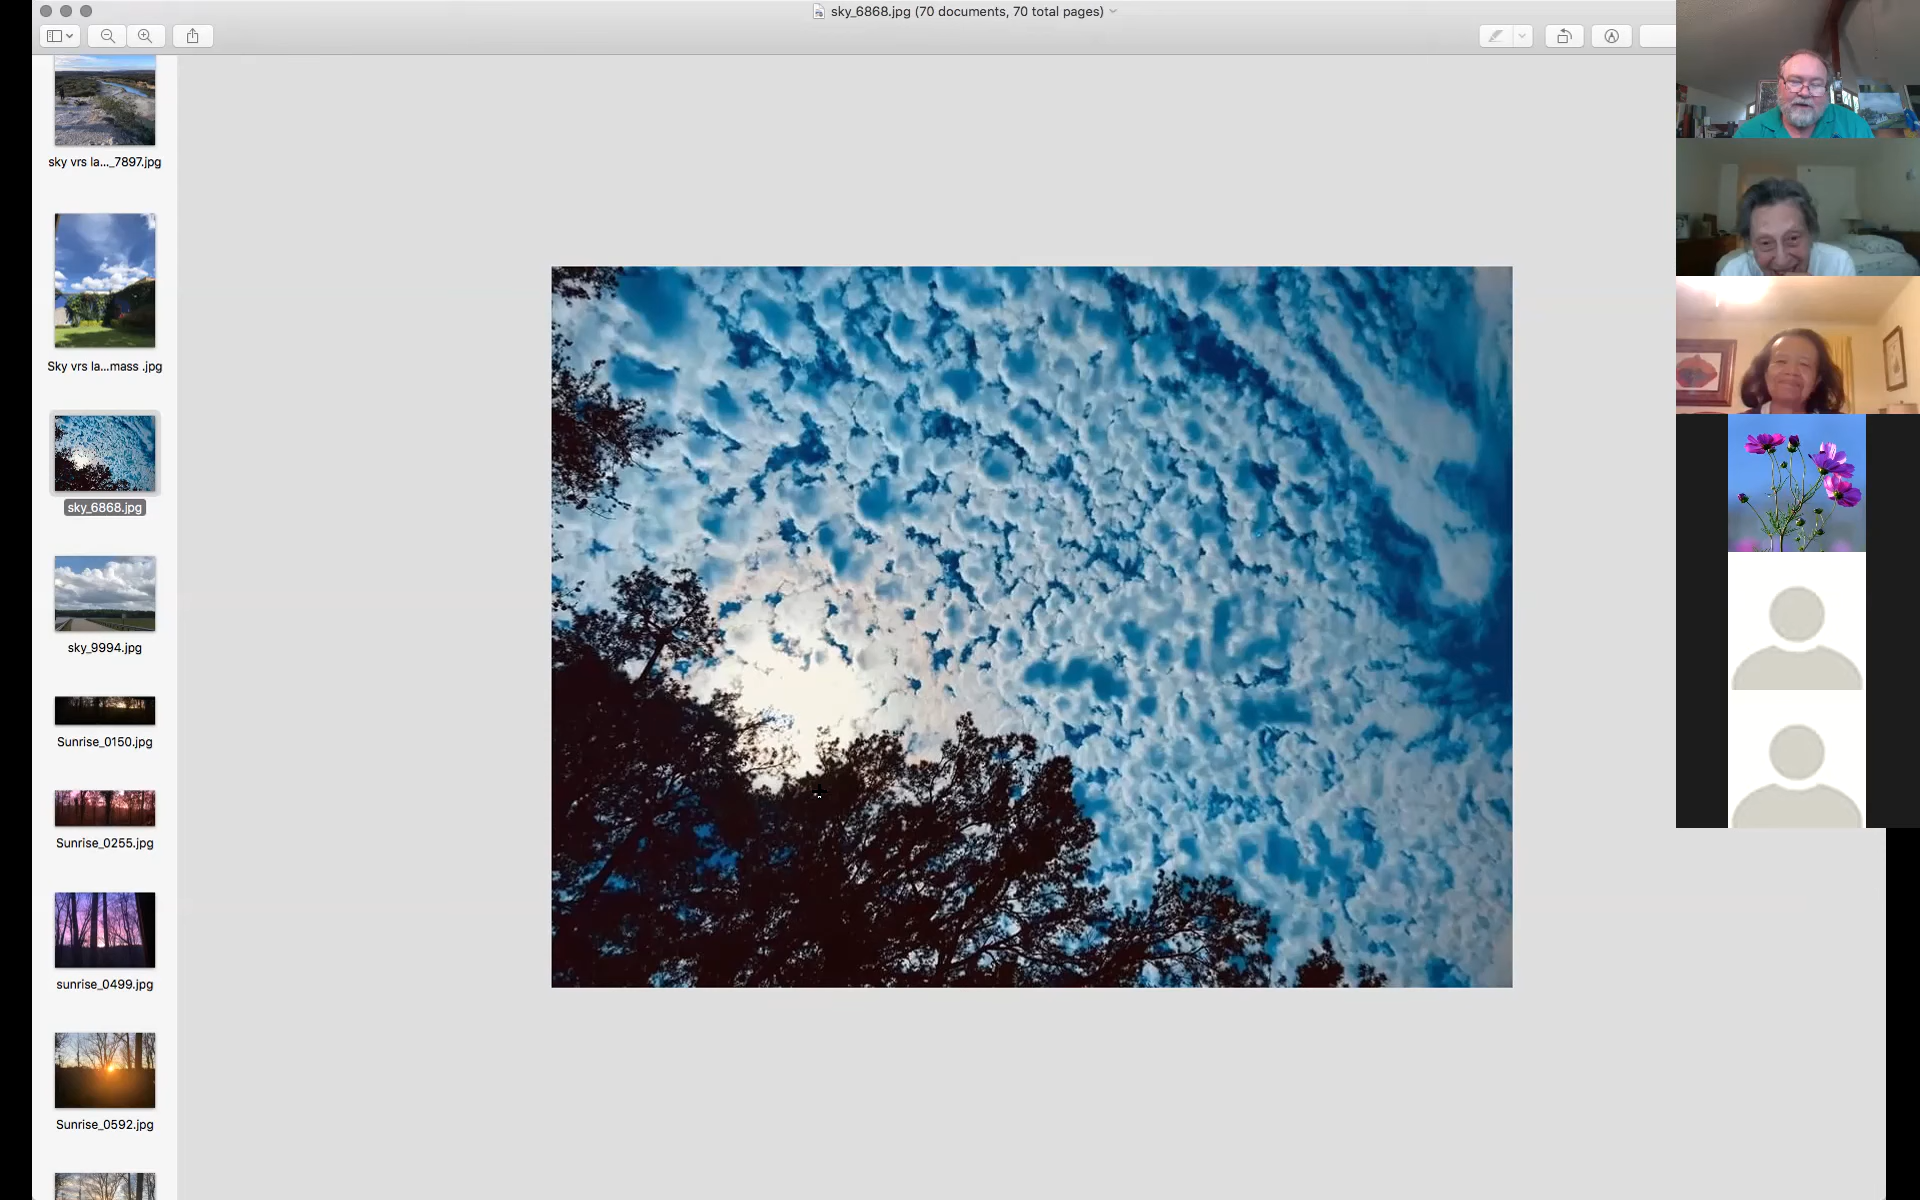 sky_6868.jpg (70 documents, 70 total pages)
sky vrs la..._7897.jpg
Sky vrs la...mass .jpg
sky_6868.jpg
sky_9994.jpg
Sunrise_0150.jpg
Sunrise_0255.jpg
sunrise_0499.jpg
Sunrise_0592.jpg